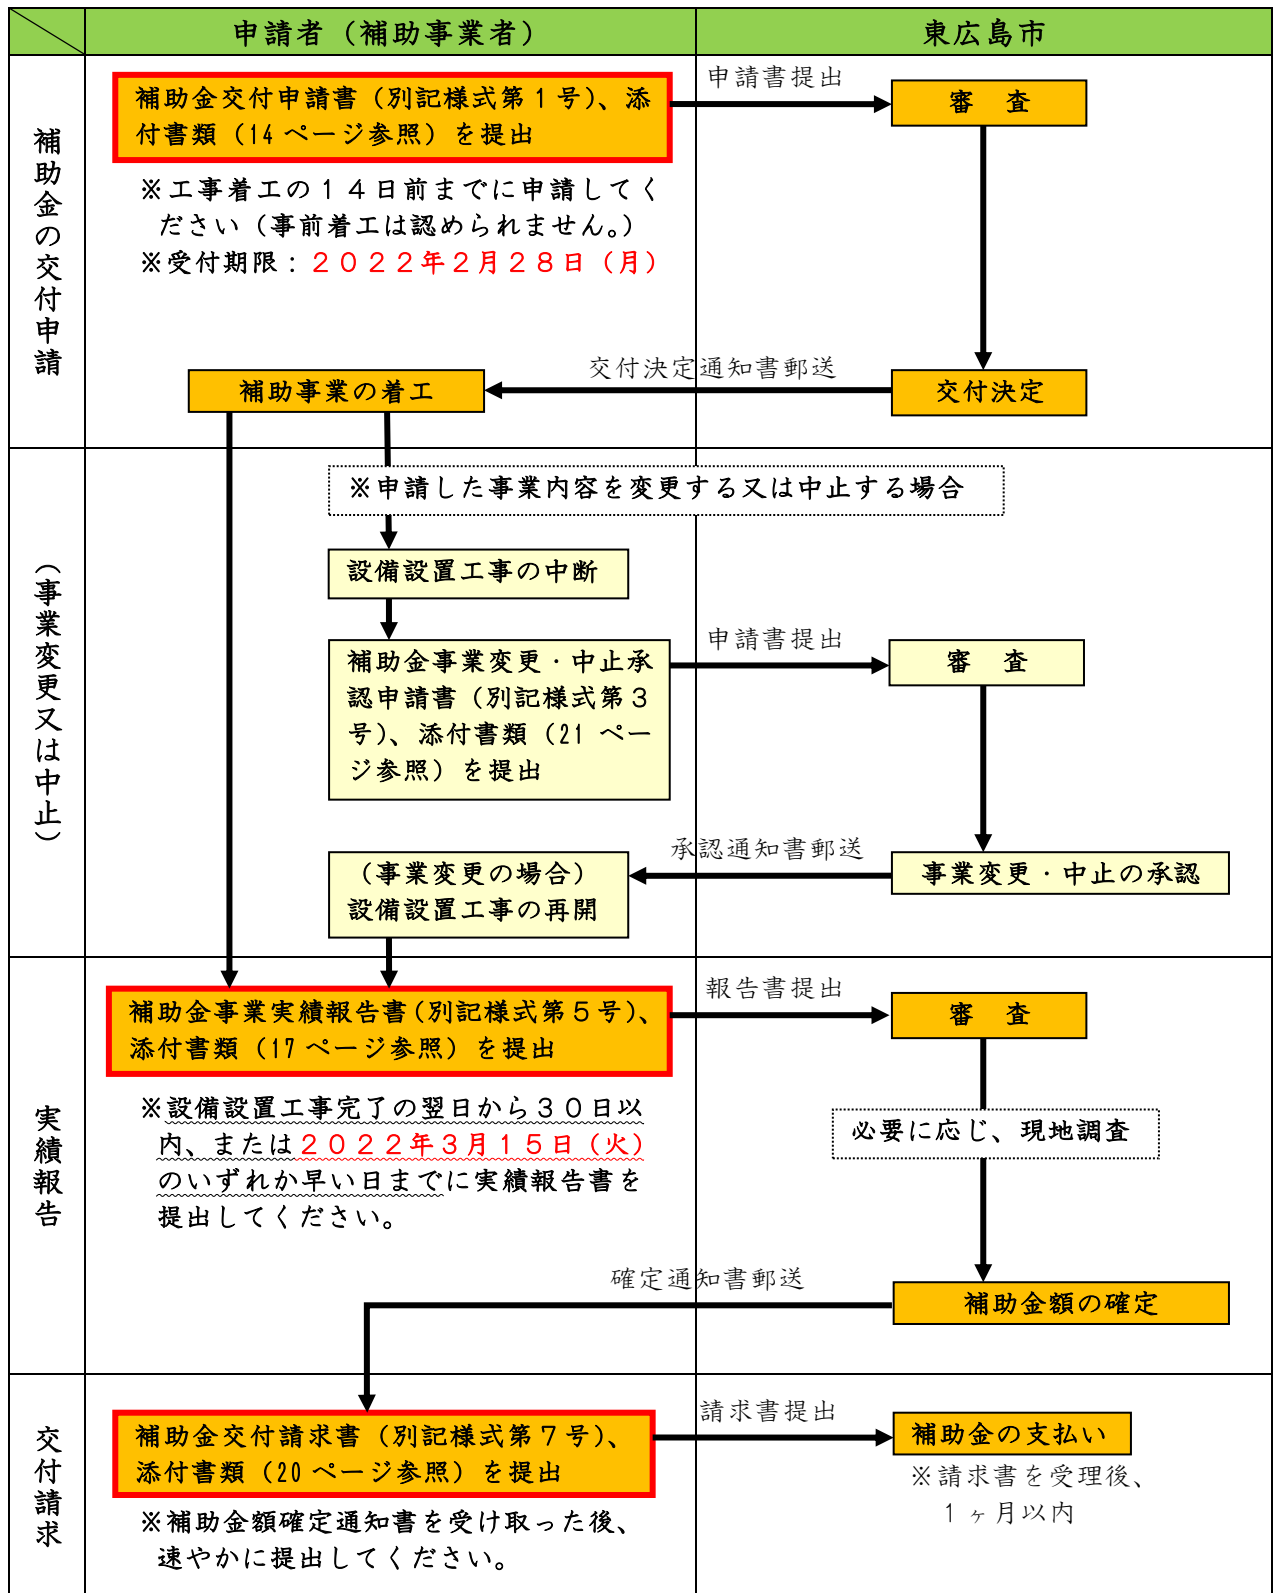 申請者（補助事業者）
東広島市
補助金の交付申請
補助金交付申請書（別記様式第１号）、添
付書類（14 ページ参照）を提出
申請書提出
審　査
※工事着工の１４日前までに申請してく
ださい（事前着工は認められません。）
※受付期限：２０２２年２月２８日（月）
交付決定通知書郵送
補助事業の着工
交付決定
（事業変更又は中止）
※申請した事業内容を変更する又は中止する場合
設備設置工事の中断
補助金事業変更・中止承
認申請書（別記様式第３
号）、添付書類（21 ペー
ジ参照）を提出
申請書提出
審　査
承認通知書郵送
（事業変更の場合）
設備設置工事の再開
事業変更・中止の承認
実績報告
補助金事業実績報告書（別記様式第５号）、
添付書類（17 ページ参照）を提出
報告書提出
審　査
※設備設置工事完了の翌日から３０日以
内、または２０２２年３月１５日（火）
のいずれか早い日までに実績報告書を
提出してください。
必要に応じ、現地調査
確定通知書郵送
補助金額の確定
交付請求
補助金交付請求書（別記様式第７号）、
添付書類（20 ページ参照）を提出
請求書提出
補助金の支払い
※請求書を受理後、
１ヶ月以内
※補助金額確定通知書を受け取った後、
速やかに提出してください。